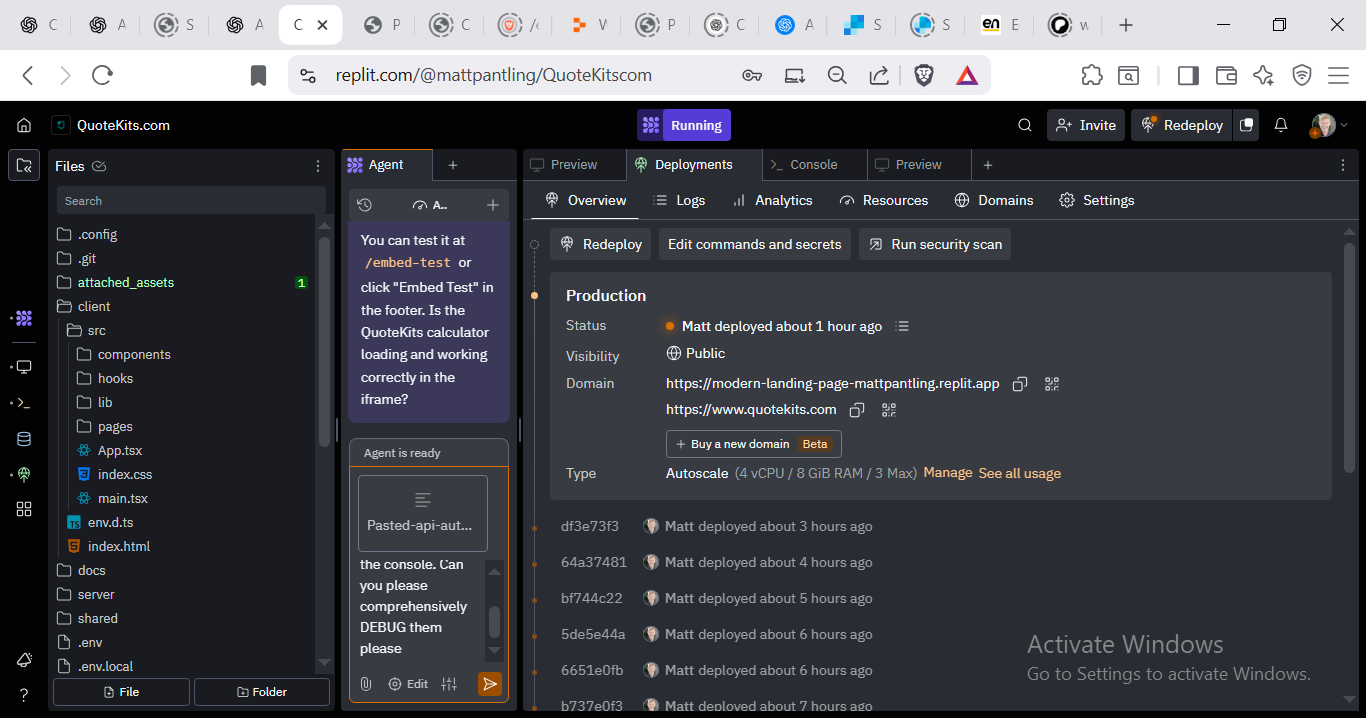 C
A
S
A
C
P
C
/e
W
P
C
A
S
S
en
E
w
replit.com/@mattpantling/QuoteKitscom
QuoteKits.com
Running
Invite
Redeploy
Files
Search
.config
.git
attached_assets
1
client
src
components
hooks
lib
pages
App.tsx
index.css
main.tsx
TS
env.d.ts
index.html
docs
server
shared
.env
.env.local
File
Folder
?
Agent
A..
You can test it at
/embed-test or
click "Embed Test" in
the footer. Is the
QuoteKits calculator
loading and working
correctly in the
iframe?
Agent is ready
Pasted-api-aut...
the console. Can
you please
comprehensively
DEBUG them
please
Edit
Preview
Deployments
Console
Preview
Overview
Logs
Analytics
Resources
Domains
Settings
Redeploy
Edit commands and secrets
Run security scan
Production
Status
Matt deployed about 1 hour ago
Visibility
Public
Domain
https://modern-landing-page-mattpantling.replit.app
https://www.quotekits.com
+ Buy a new domain Beta
Type
Autoscale (4 vCPU / 8 GiB RAM / 3 Max) Manage See all usage
df3e73f3 Matt deployed about 3 hours ago
64a37481 Matt deployed about 4 hours ago
bf744c22 Matt deployed about 5 hours ago
5de5e44a Matt deployed about 6 hours ago
6651e0fb Matt deployed about 6 hours ago
b737e0f3 Matt deployed about 7 hours ago
Activate Windows
Go to Settings to activate Windows.